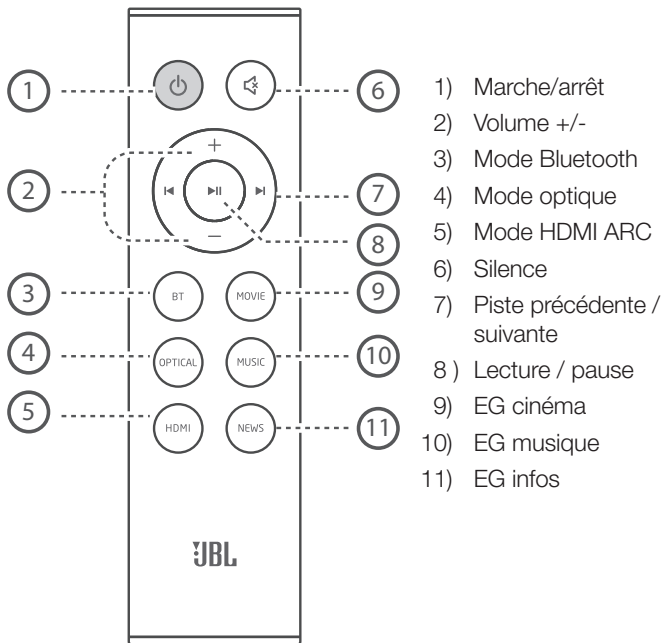 1
6
2
7
8
3
BT
MOVIE
9
4
OPTICAL
MUSIC
10
5
HDMI
NEWS
11
JBL
1) Marche/arrêt
2) Volume +/-
3) Mode Bluetooth
4) Mode optique
5) Mode HDMI ARC
6) Silence
7) Piste précédente /
suivante
8 ) Lecture / pause
9) EG cinéma
10) EG musique
11) EG infos